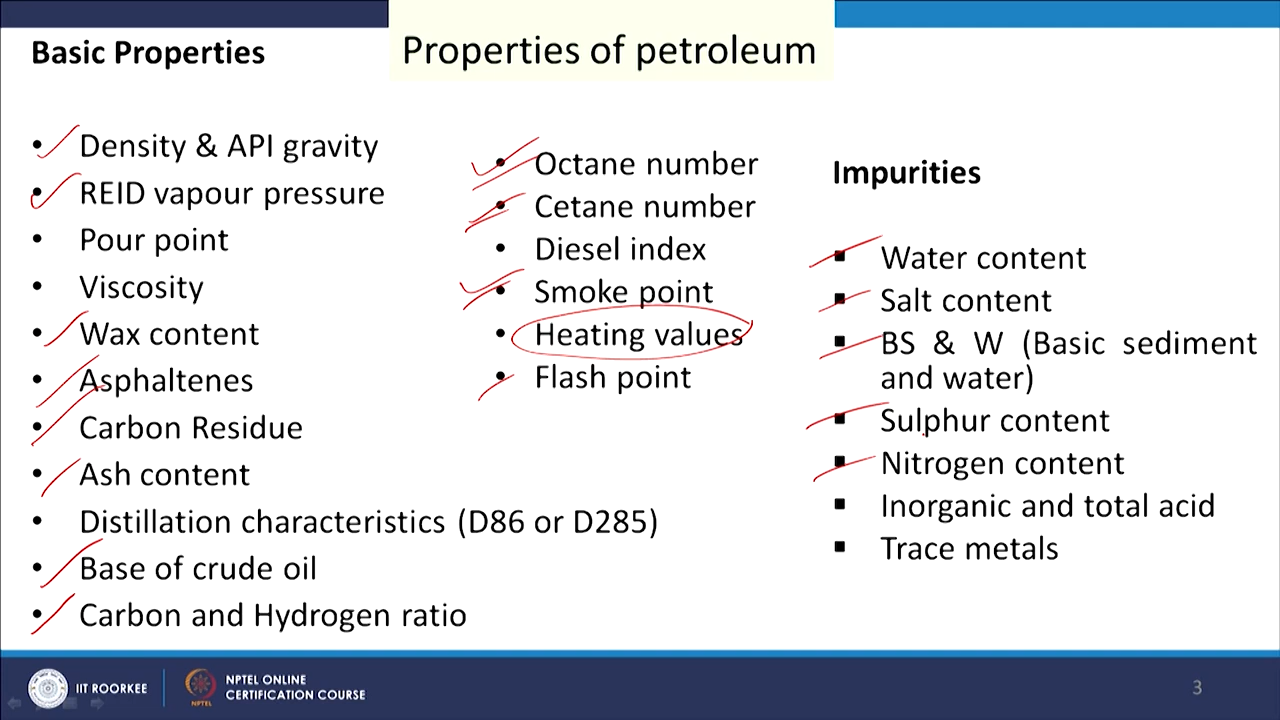 Properties of petroleum
Basic Properties
• Density & API gravity
• REID vapour pressure
• Pour point
• Viscosity
• Wax content
• Asphaltenes
• Carbon Residue
• Ash content
• Distillation characteristics (D86 or D285)
• Base of crude oil
• Carbon and Hydrogen ratio
• Octane number
• Cetane number
• Diesel index
• Smoke point
• Heating values
• Flash point
Impurities
▪ Water content
▪ Salt content
▪ BS & W (Basic sediment
and water)
▪ Sulphur content
▪ Nitrogen content
▪ Inorganic and total acid
▪ Trace metals
IIT ROORKEE
NPTEL
NPTEL ONLINE
CERTIFICATION COURSE
3